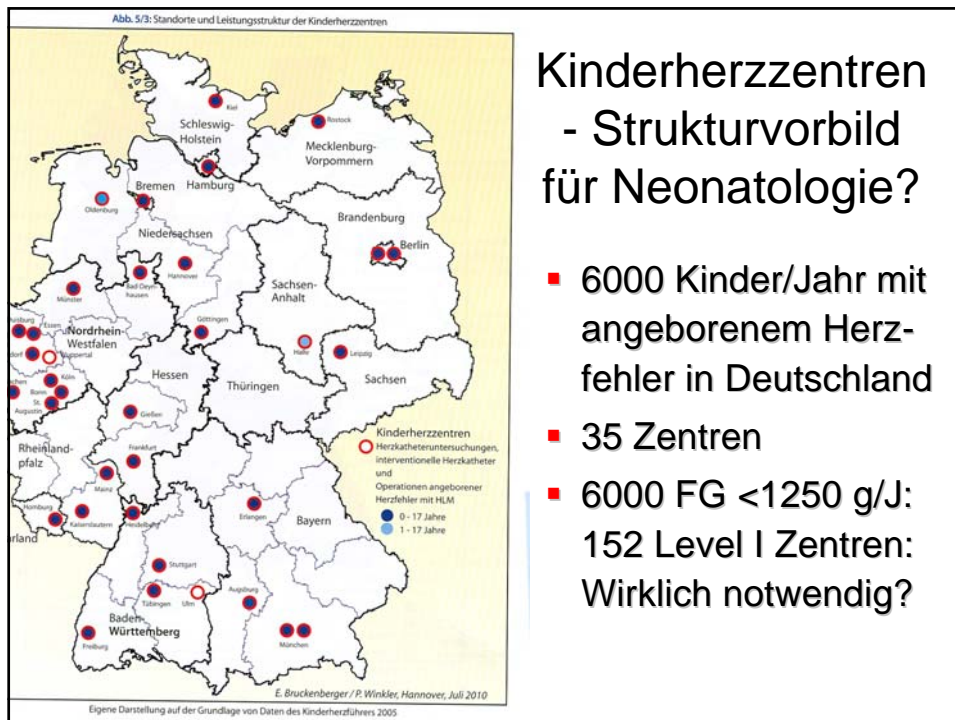 Abb. 5/3: Standorte und Leistungsstruktur der Kinderherzzentren
Kinderherzzentren
- Strukturvorbild
für Neonatologie?
6000 Kinder/Jahr mit
angeborenem Herz-
fehler in Deutschland
35 Zentren
6000 FG <1250 g/J:
152 Level I Zentren:
Wirklich notwendig?
Kiel
Schleswig-
Holstein
Rostock
Mecklenburg-
Vorpommern
Hamburg
Bremen
Oldenburg
Niedersachsen
Brandenburg
Berlin
Hannover
Bad Oeyn-
hausen
Münster
Sachsen-
Anhalt
Göttingen
uisburg
Essen
Nordrhein-
Westfalen
Wuppertal
dorf
Halle
Leipzig
Köln
chen
Bonn
St.
Augustin
Hessen
Thüringen
Sachsen
Gießen
Rheinland-
pfalz
Frankfurt
Mainz
Homburg
Kaiserslautern
Heidelberg
arland
Erlangen
Bayern
Stuttgart
Tübingen
Ulm
Augsburg
Baden-
Württemberg
Freiburg
München
Kinderherzzentren
Herzkatheteruntersuchungen,
interventionelle Herzkatheter
und
Operationen angeborener
Herzfehler mit HLM
0 - 17 Jahre
1 - 17 Jahre
E. Bruckenberger / P. Winkler, Hannover, Juli 2010
Eigene Darstellung auf der Grundlage von Daten des Kinderherzführers 2005